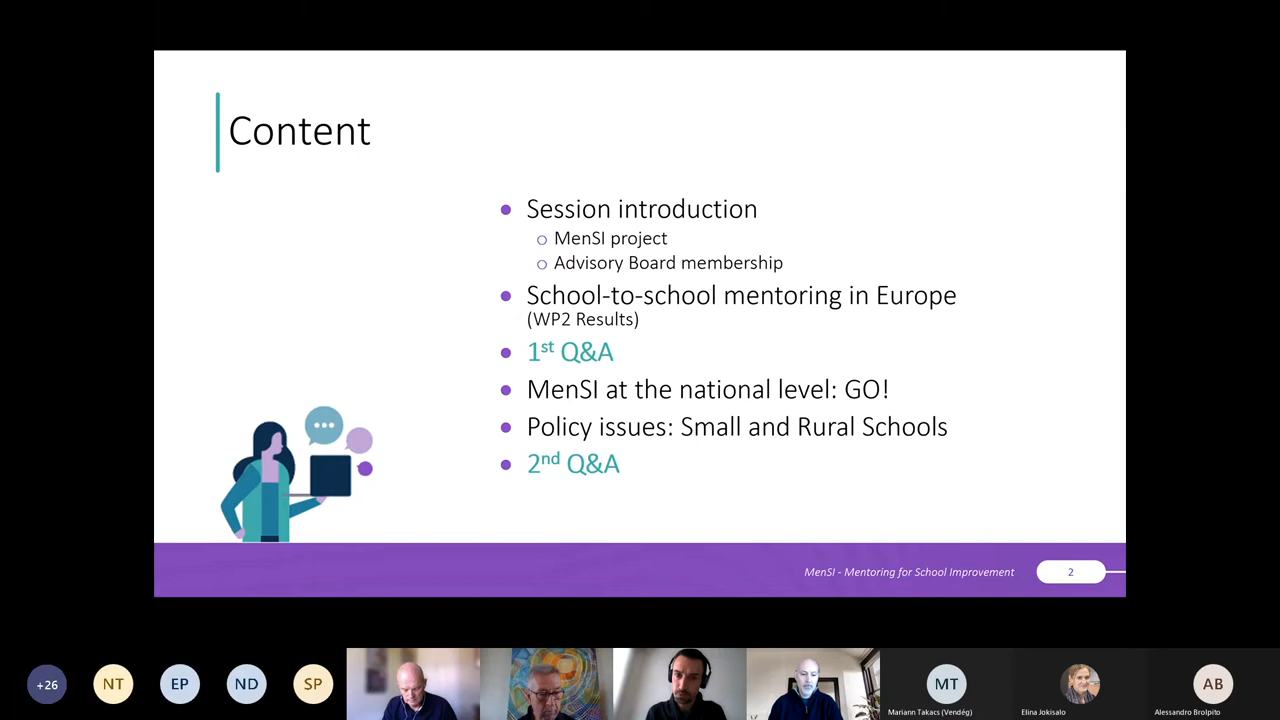 Content
Session introduction
MenSI project
Advisory Board membership
School-to-school mentoring in Europe
(WP2 Results)
1st Q&A
MenSI at the national level: GO!
Policy issues: Small and Rural Schools
2nd Q&A
MenSI - Mentoring for School Improvement
2
+26
NT
EP
ND
SP
MT
AB
Mariann Takacs (Vendég)
Elina Jokisalo
Alessandro Brolpito